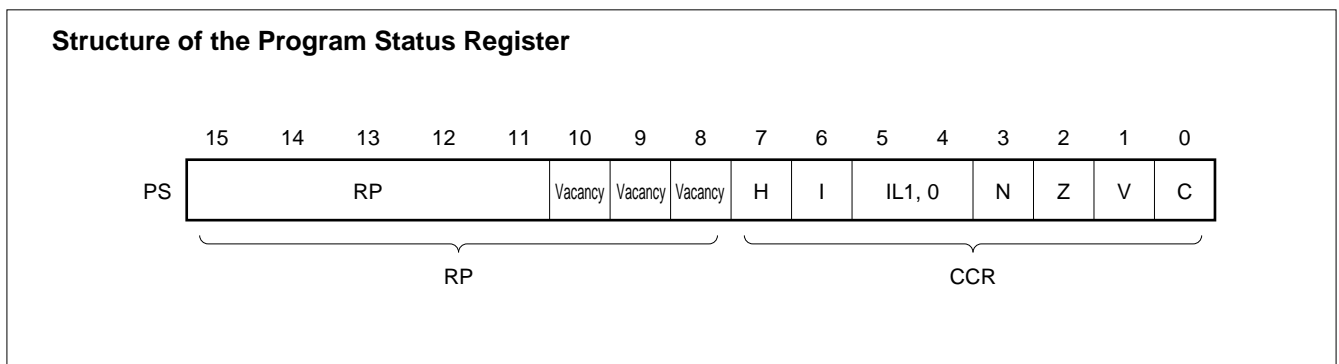 Structure of the Program Status Register
15 14 13 12 11 10 9 8 7 6 5 4 3 2 1 0
PS RP Vacancy Vacancy Vacancy H I IL1, 0 N Z V C
RP CCR